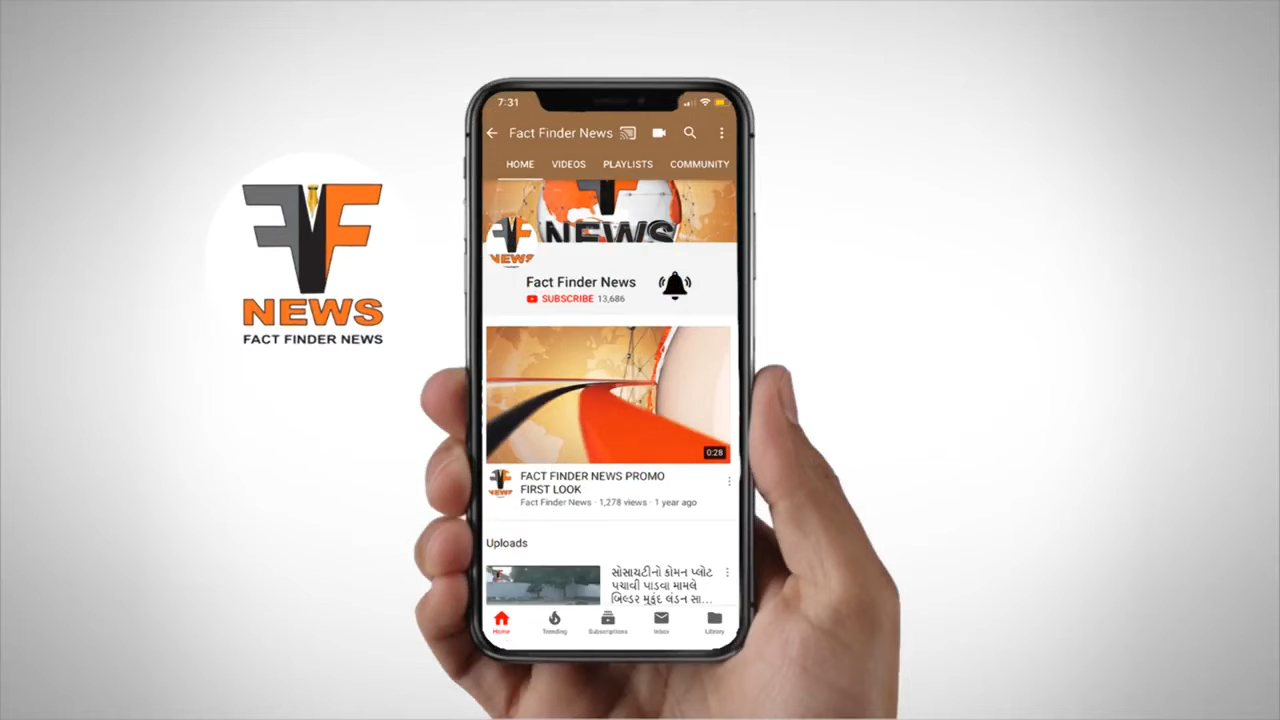 NEWS
FACT FINDER NEWS
7:31
Fact Finder News
HOME VIDEOS PLAYLISTS COMMUNITY
NEWS
NEWS
Fact Finder News
SUBSCRIBE 13,686
0:28
FACT FINDER NEWS PROMO
FIRST LOOK
Fact Finder News · 1,278 views · 1 year ago
Uploads
સોસાયટીનો કોમન પ્લોટ
પચાવી પાડવા મામલે
બિલ્ડર મુકુંદ લંડન સા...
Home Trending Subscriptions Inbox Library